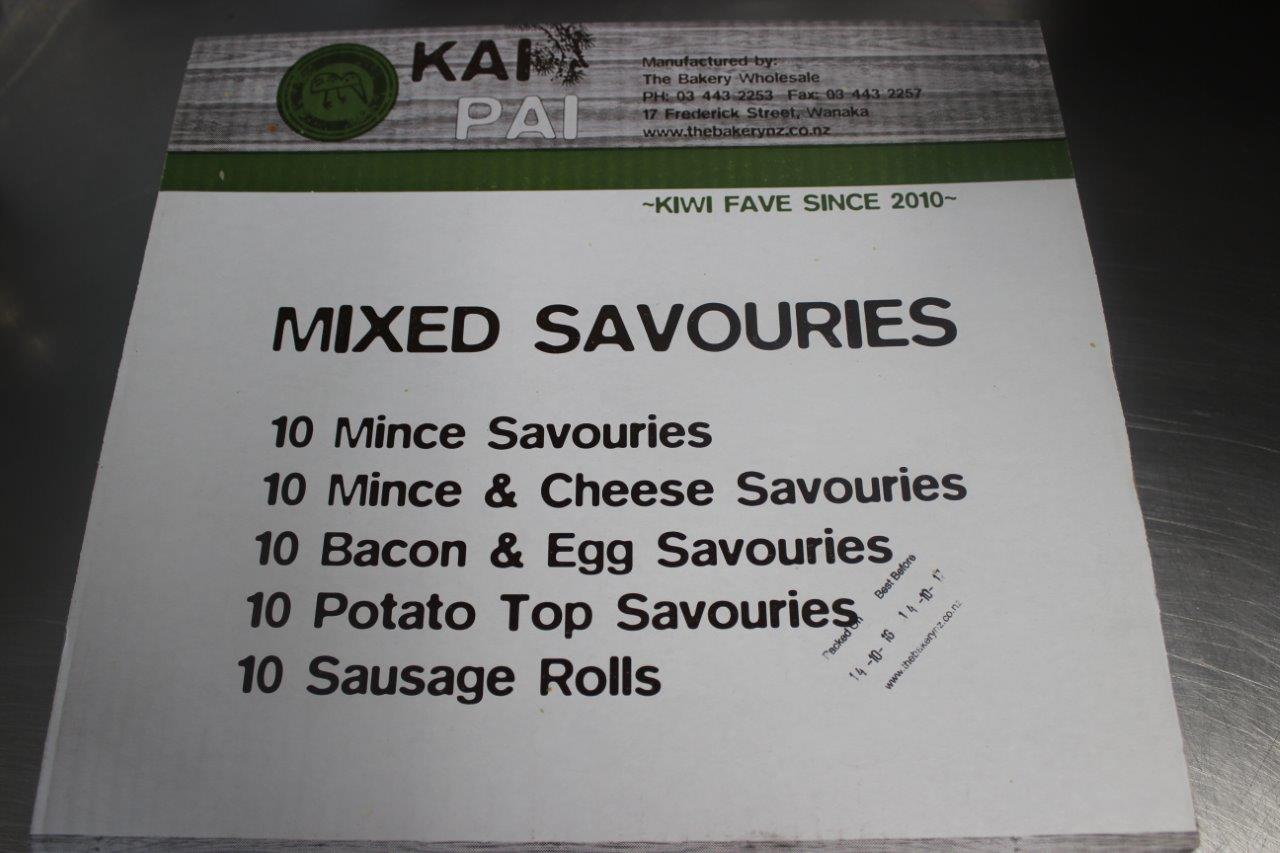 KAI
PAI
Manufactured by:
The Bakery Wholesale
PH: 03 443 2253 Fax: 03 443 2257
17 Frederick Street, Wanaka
www.thebakerynz.co.nz
~KIWI FAVE SINCE 2010~
MIXED SAVOURIES
10 Mince Savouries
10 Mince & Cheese Savouries
10 Bacon & Egg Savouries
10 Potato Top Savouries
10 Sausage Rolls
Packed On Best Before
14-10-16 14-10-17
www.thebakerynz.co.nz